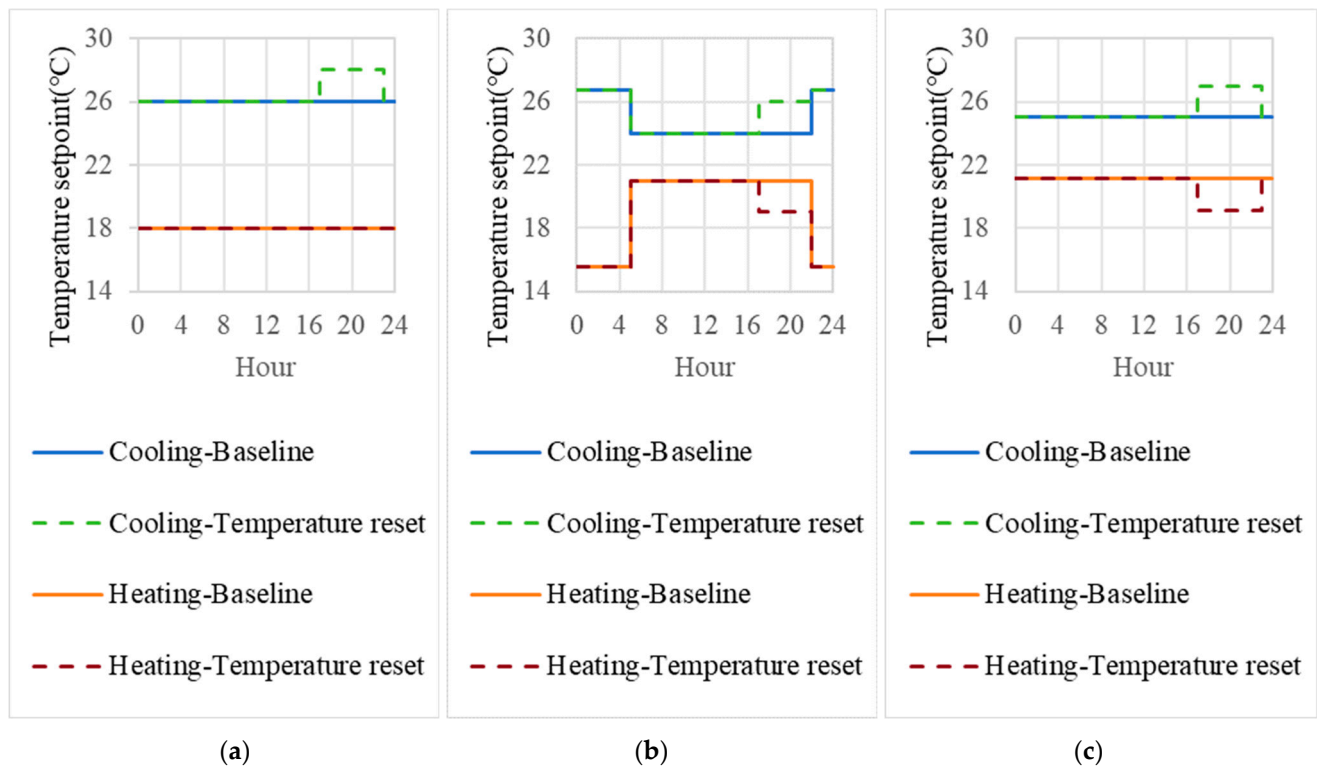 Temperature setpoint(°C)
30
26
22
18
14
0 4 8 12 16 20 24
Hour
Cooling-Baseline
Cooling-Temperature reset
Heating-Baseline
Heating-Temperature reset
(a)
Temperature setpoint(°C)
30
26
22
18
14
0 4 8 12 16 20 24
Hour
Cooling-Baseline
Cooling-Temperature reset
Heating-Baseline
Heating-Temperature reset
(b)
Temperature setpoint(°C)
30
26
22
18
14
0 4 8 12 16 20 24
Hour
Cooling-Baseline
Cooling-Temperature reset
Heating-Baseline
Heating-Temperature reset
(c)